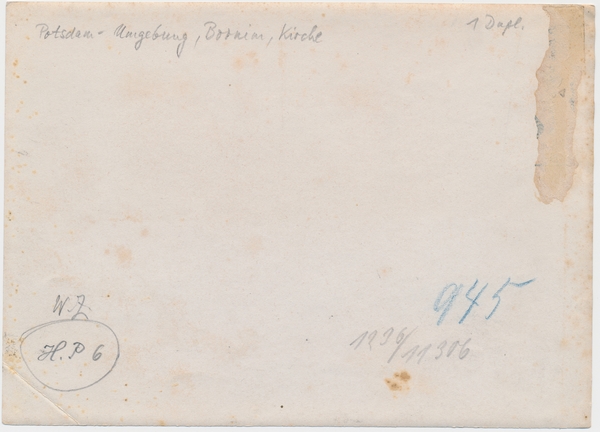 Potsdam-Umgebung, Bornim, Kirche
1 Dupl.
W.Z.
H.P 6
945
1236/11306